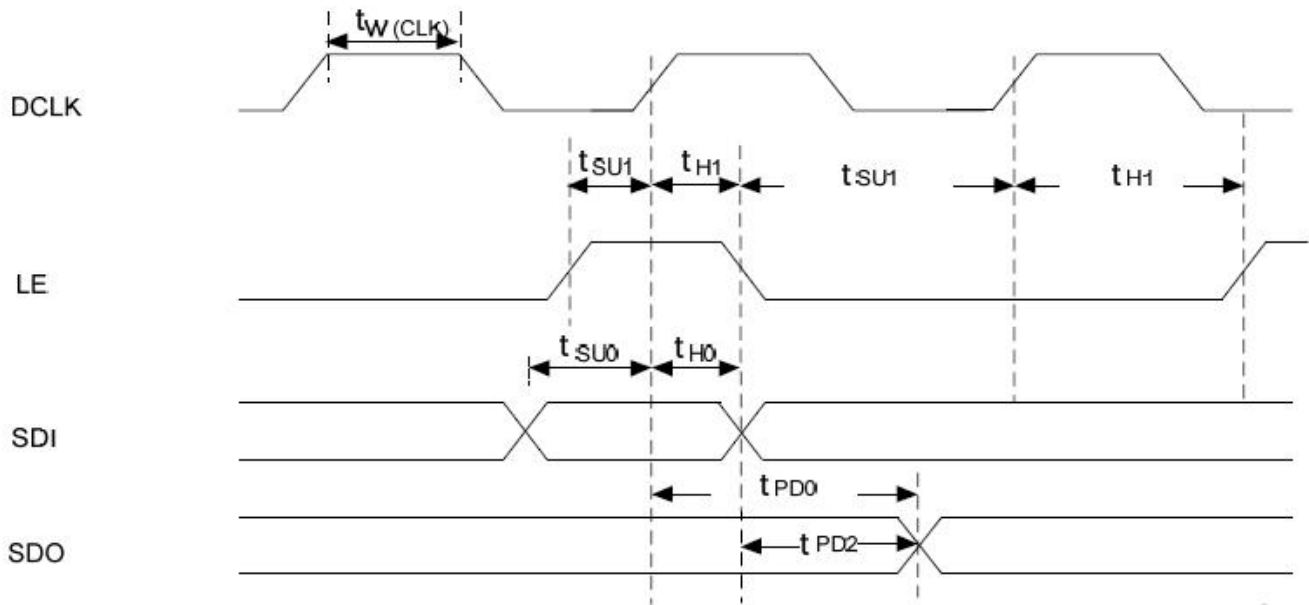 tW(CLK)
DCLK
tSU1 tH1 tSU1 tH1
LE
tSU0 tH0
SDI
tPD0
SDO
tPD2